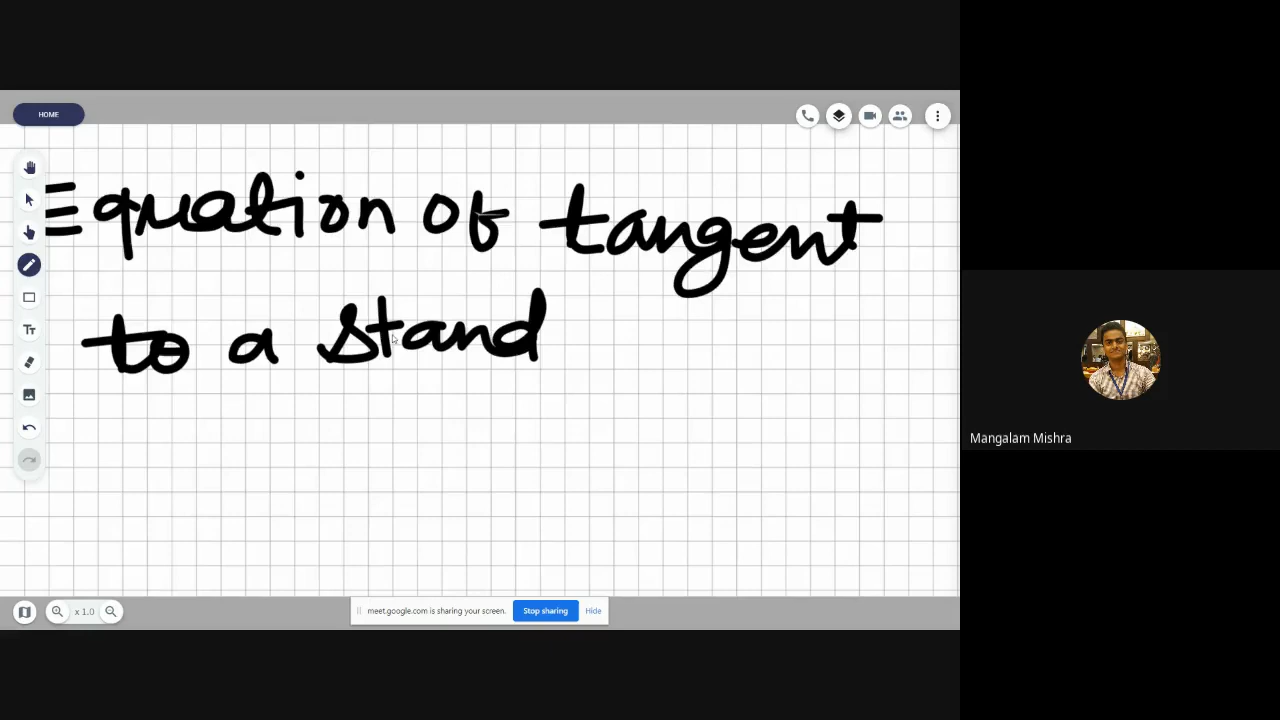 HOME
Equation of tangent
to a stand
Tт
x 1.0
meet.google.com is sharing your screen.
Stop sharing
Hide
Mangalam Mishra